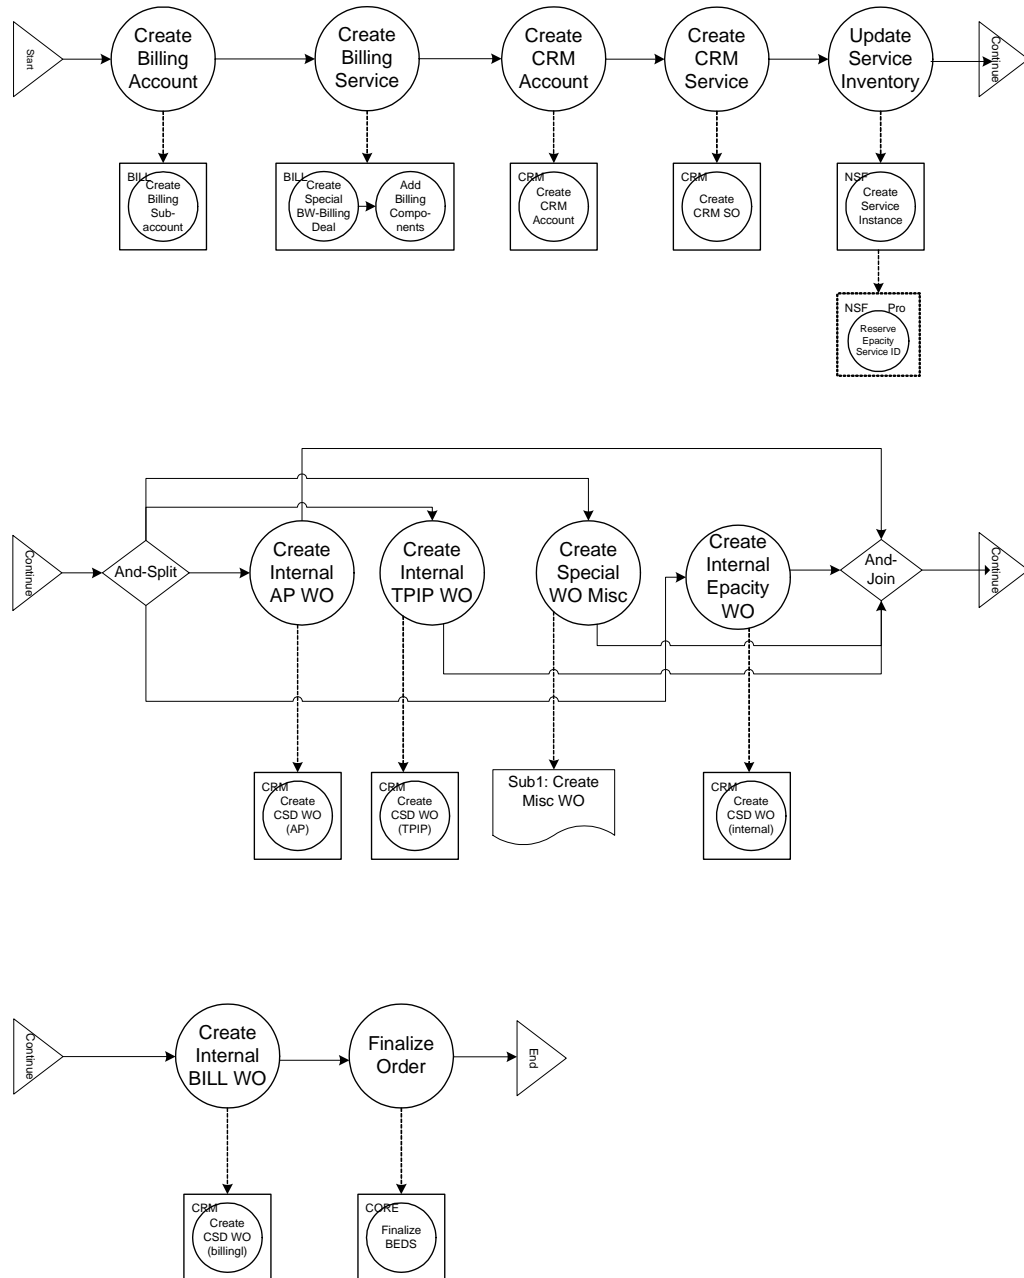 Start
Create
Billing
Account
Create
Billing
Service
Create
CRM
Account
Create
CRM
Service
Update
Service
Inventory
Continue
BILL
Create
Billing
Sub-
account
BILL
Create
Special
BW-Billing
Deal
Add
Billing
Compo-
nents
CRM
Create
CRM
Account
CRM
Create
CRM SO
NSF
Create
Service
Instance
NSF Pro
Reserve
Epacity
Service ID
Continue
And-Split
Create
Internal
AP WO
Create
Internal
TPIP WO
Create
Special
WO Misc
Create
Internal
Epacity
WO
And-
Join
Continue
CRM
Create
CSD WO
(AP)
CRM
Create
CSD WO
(TPIP)
Sub1: Create
Misc WO
CRM
Create
CSD WO
(internal)
Continue
Create
Internal
BILL WO
Finalize
Order
End
CRM
Create
CSD WO
(billingl)
CORE
Finalize
BEDS